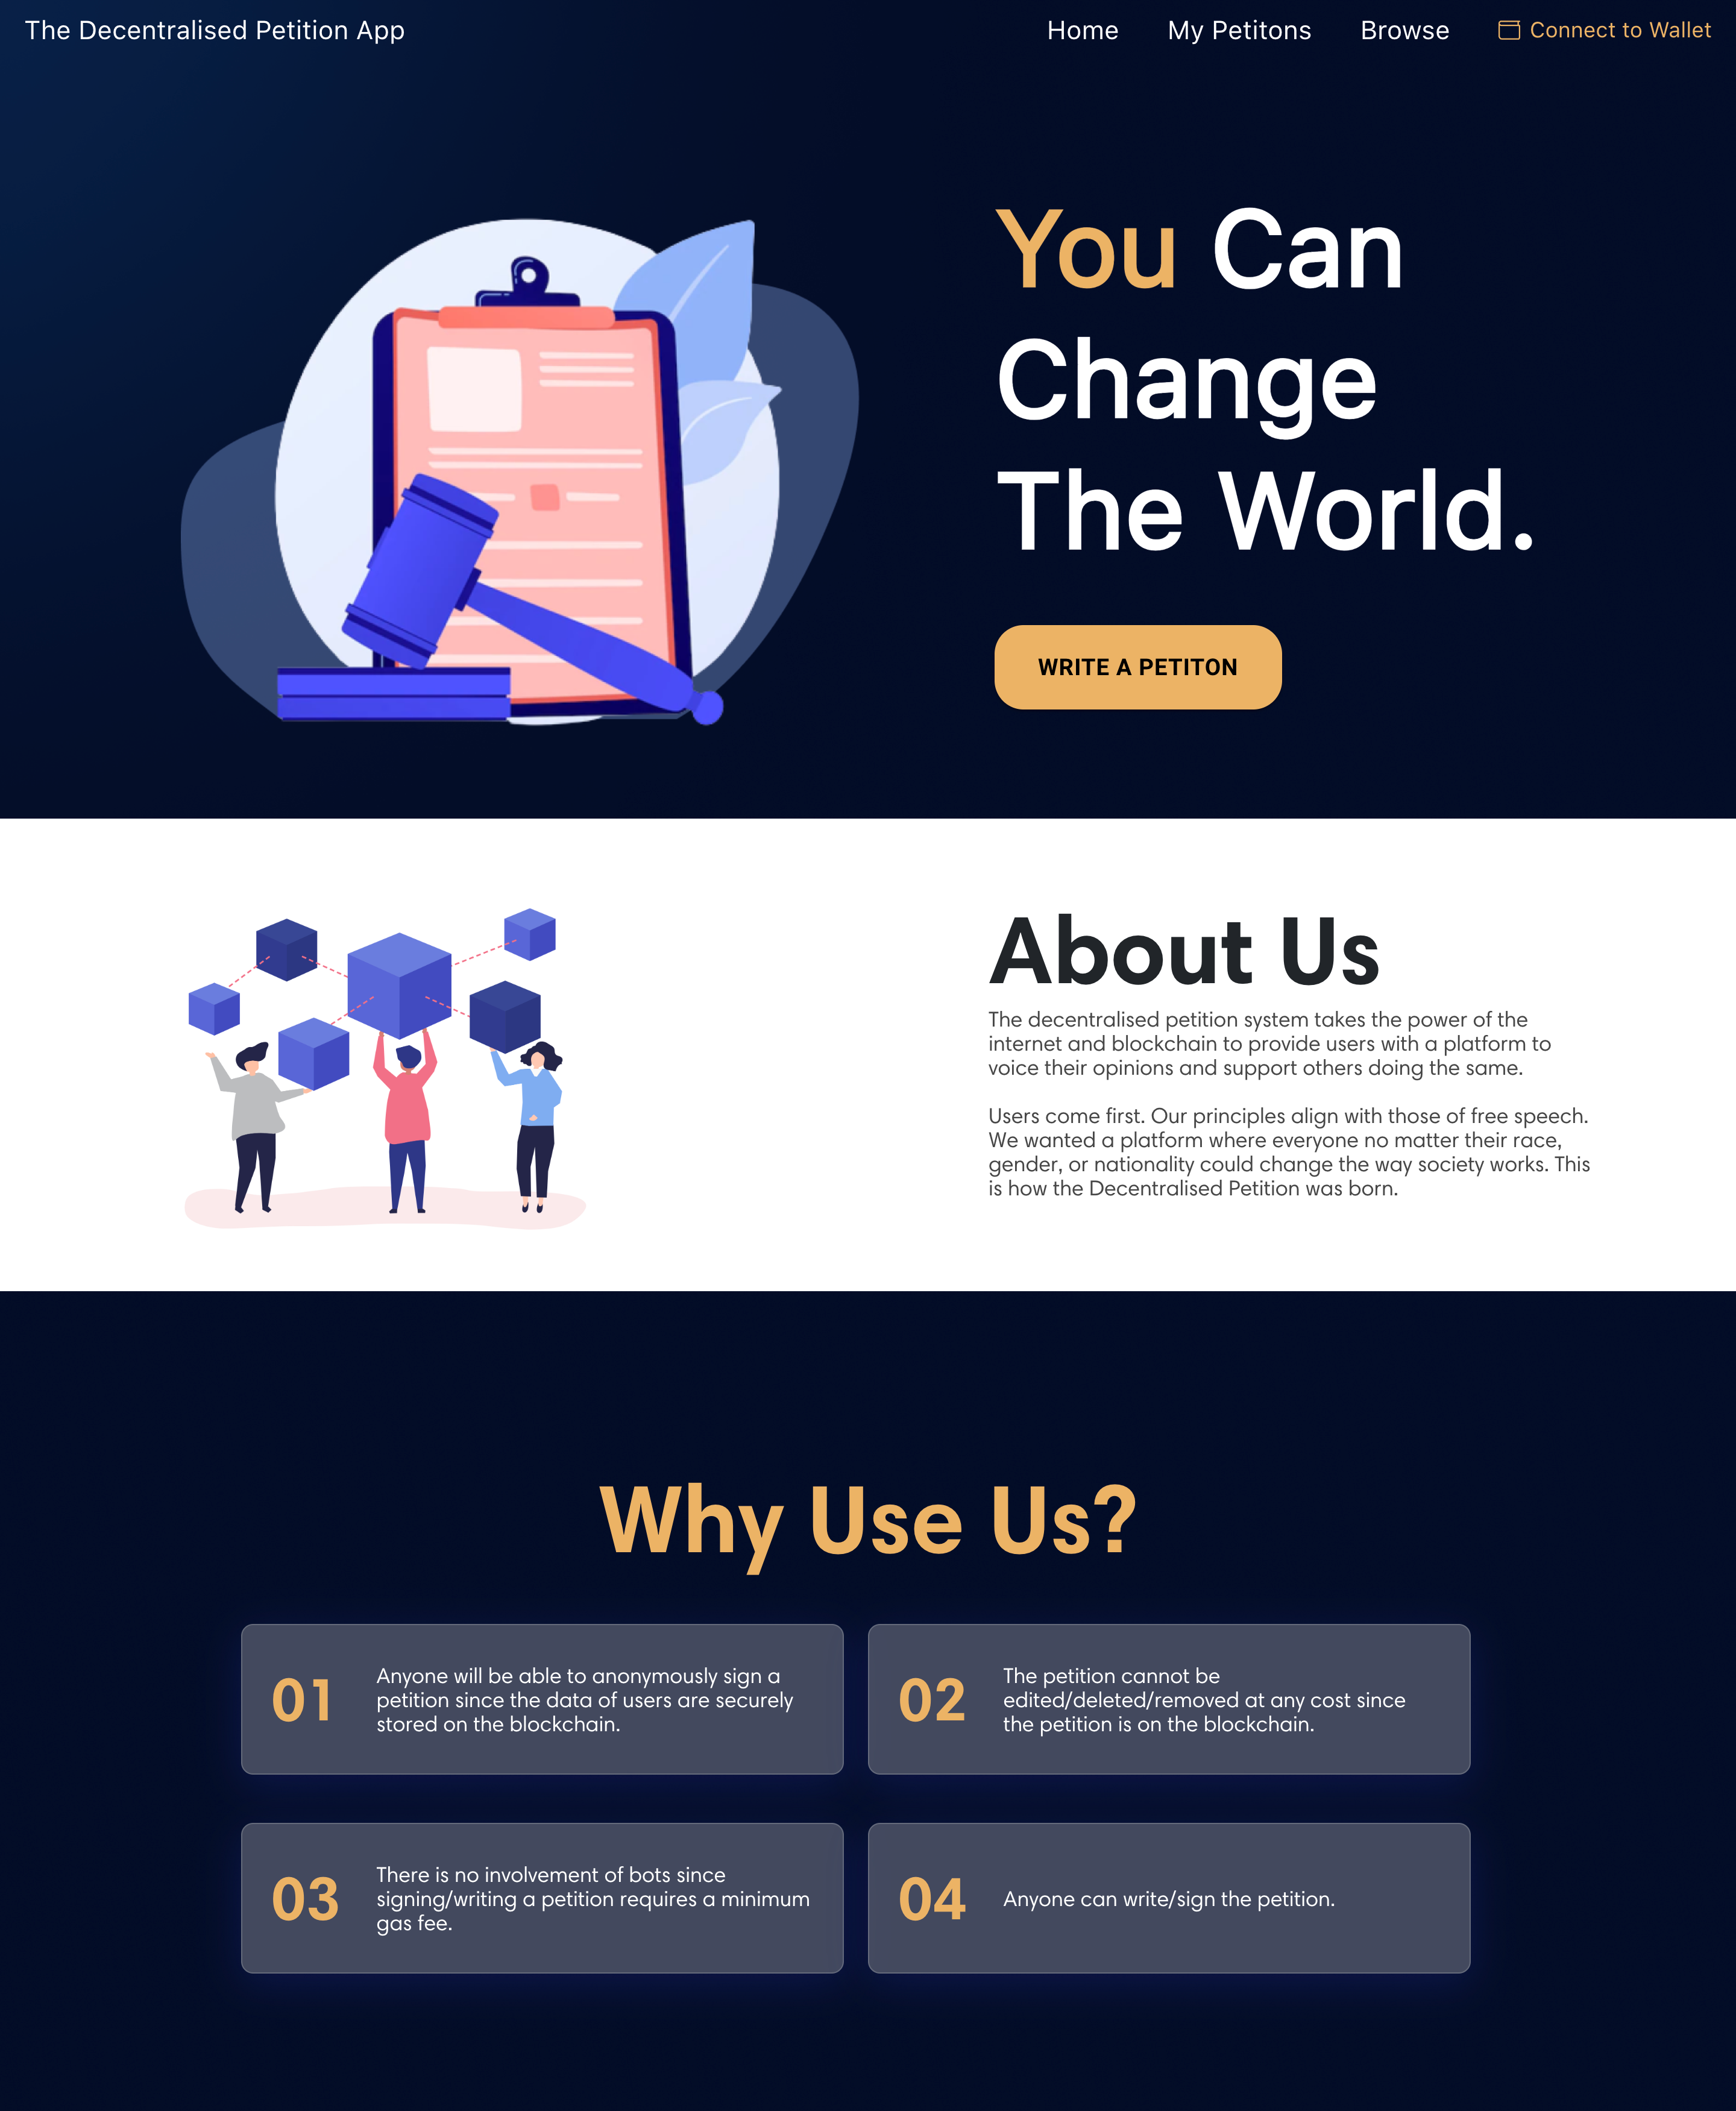 The Decentralised Petition App
Home
My Petitons
Browse
Connect to Wallet
You Can
Change
The World.
WRITE A PETITON
About Us
The decentralised petition system takes the power of the
internet and blockchain to provide users with a platform to
voice their opinions and support others doing the same.
Users come first. Our principles align with those of free speech.
We wanted a platform where everyone no matter their race,
gender, or nationality could change the way society works. This
is how the Decentralised Petition was born.
Why Use Us?
01
Anyone will be able to anonymously sign a
petition since the data of users are securely
stored on the blockchain.
02
The petition cannot be
edited/deleted/removed at any cost since
the petition is on the blockchain.
03
There is no involvement of bots since
signing/writing a petition requires a minimum
gas fee.
04
Anyone can write/sign the petition.